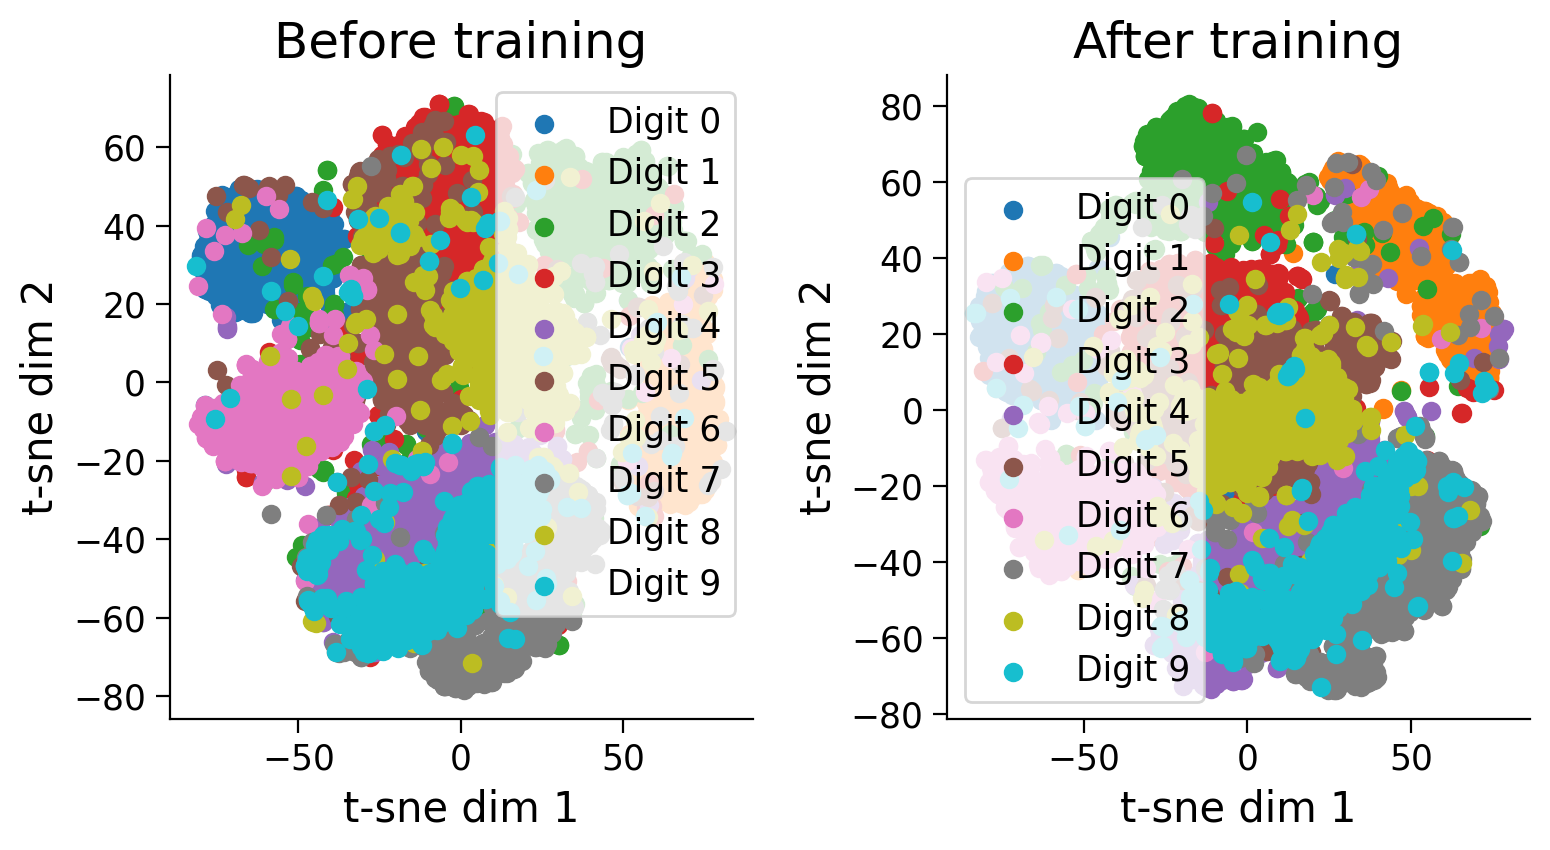 Before training
60
40
20
0
−20
−40
−60
−80
t-sne dim 2
Digit 0
Digit 1
Digit 2
Digit 3
Digit 4
Digit 5
Digit 6
Digit 7
Digit 8
Digit 9
−50 0 50
t-sne dim 1
After training
80
60
40
20
0
−20
−40
−60
−80
t-sne dim 2
Digit 0
Digit 1
Digit 2
Digit 3
Digit 4
Digit 5
Digit 6
Digit 7
Digit 8
Digit 9
−50 0 50
t-sne dim 1